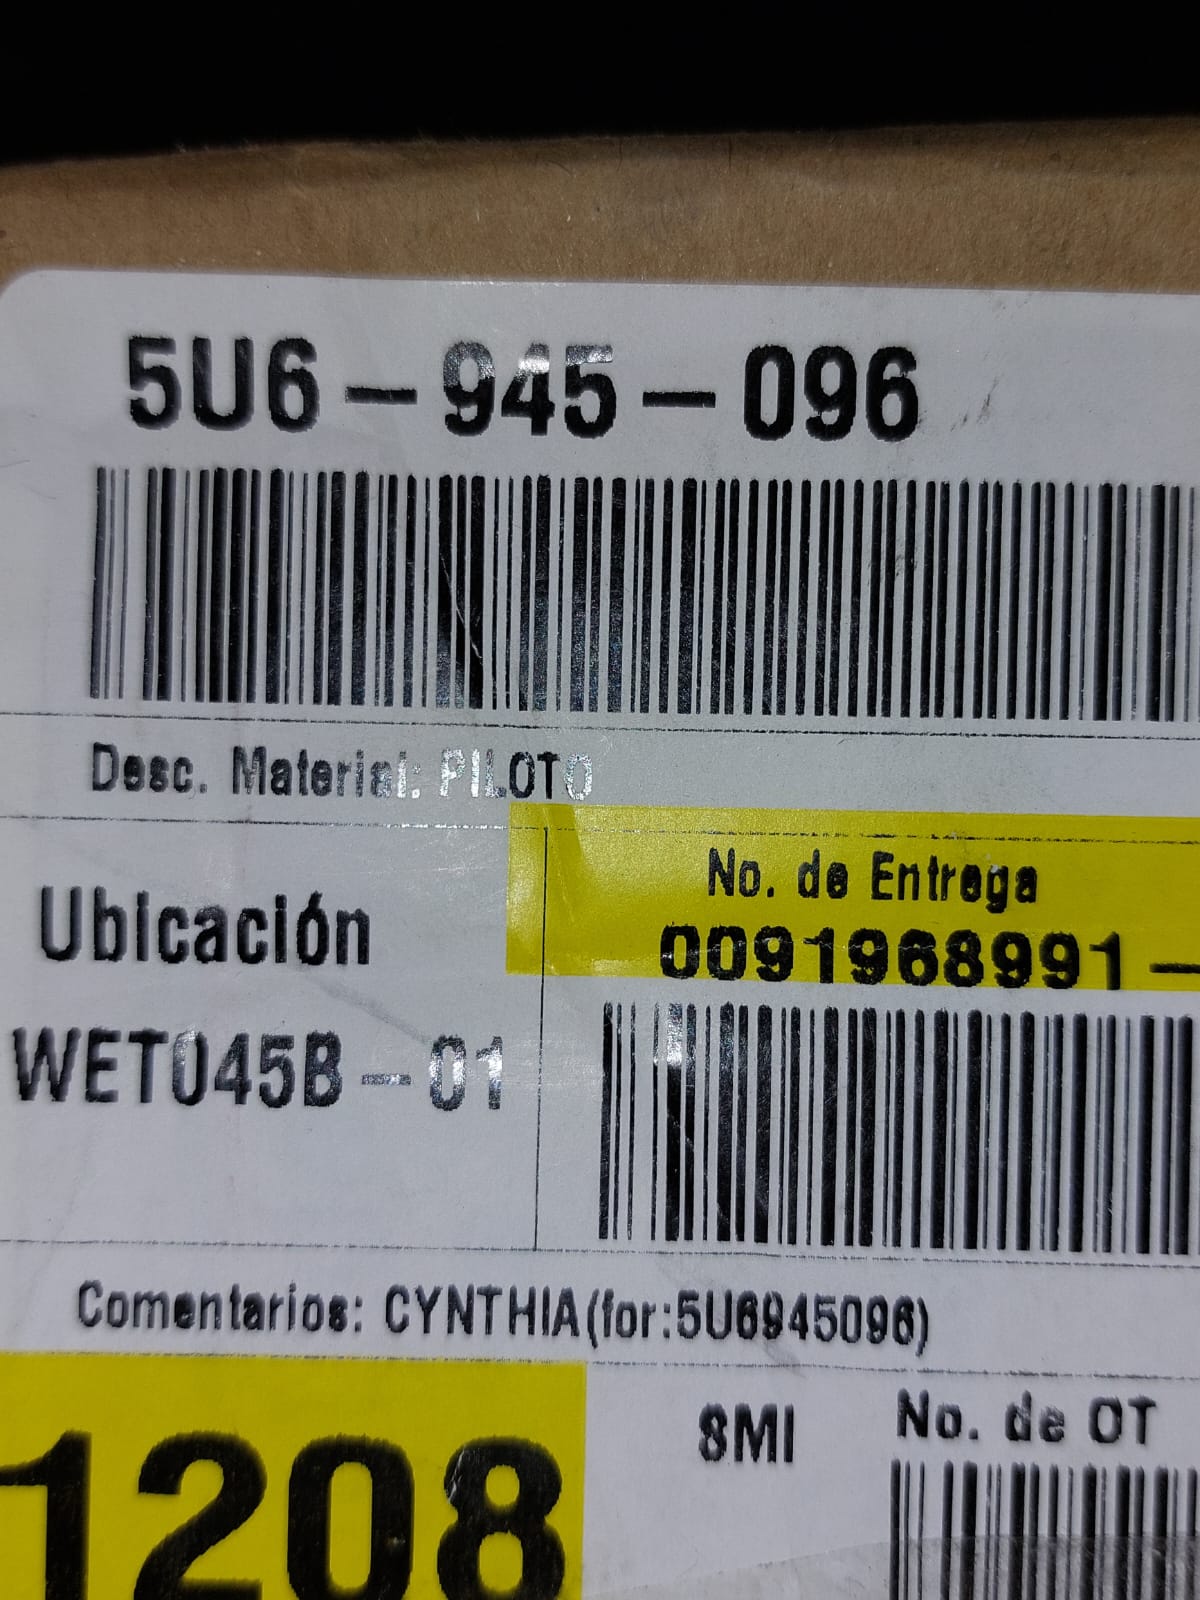 5U6-945-096
Desc. Material: PILOTO
No. de Entrega
0091968991-
Ubicación
WET045B-01
Comentarios: CYNTHIA(for:5U6945096)
1208
8MI
No. de OT